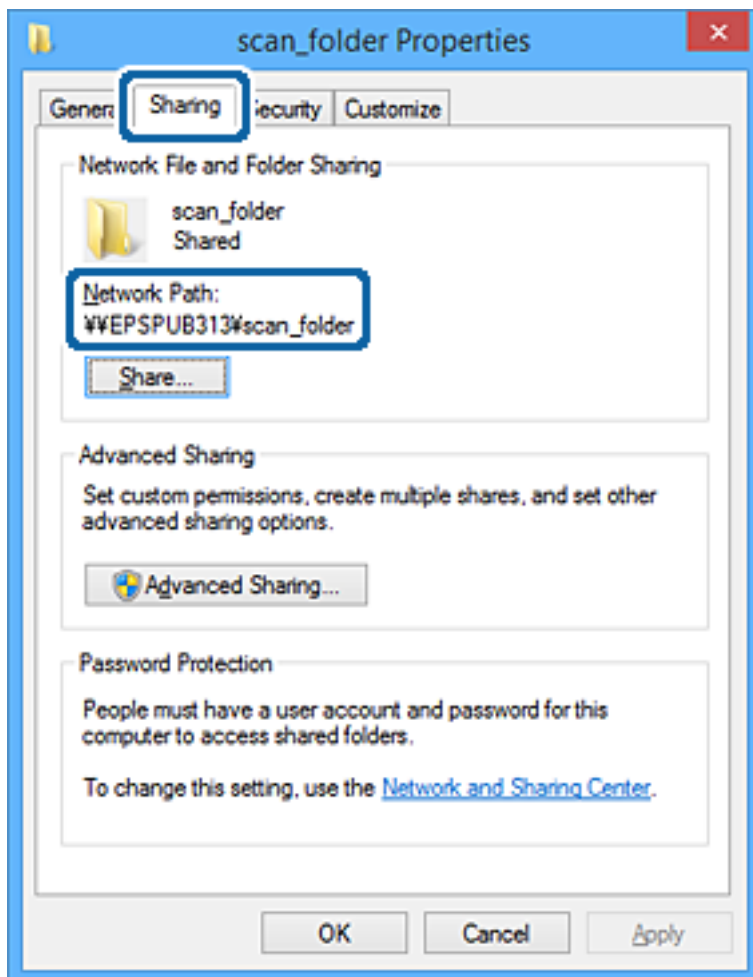 scan_folder Properties
General Sharing Security Customize
Network File and Folder Sharing
scan_folder
Shared
Network Path:
¥¥EPSPUB313¥scan_folder
Share...
Advanced Sharing
Set custom permissions, create multiple shares, and set other
advanced sharing options.
Advanced Sharing...
Password Protection
People must have a user account and password for this
computer to access shared folders.
To change this setting, use the Network and Sharing Center.
OK Cancel Apply